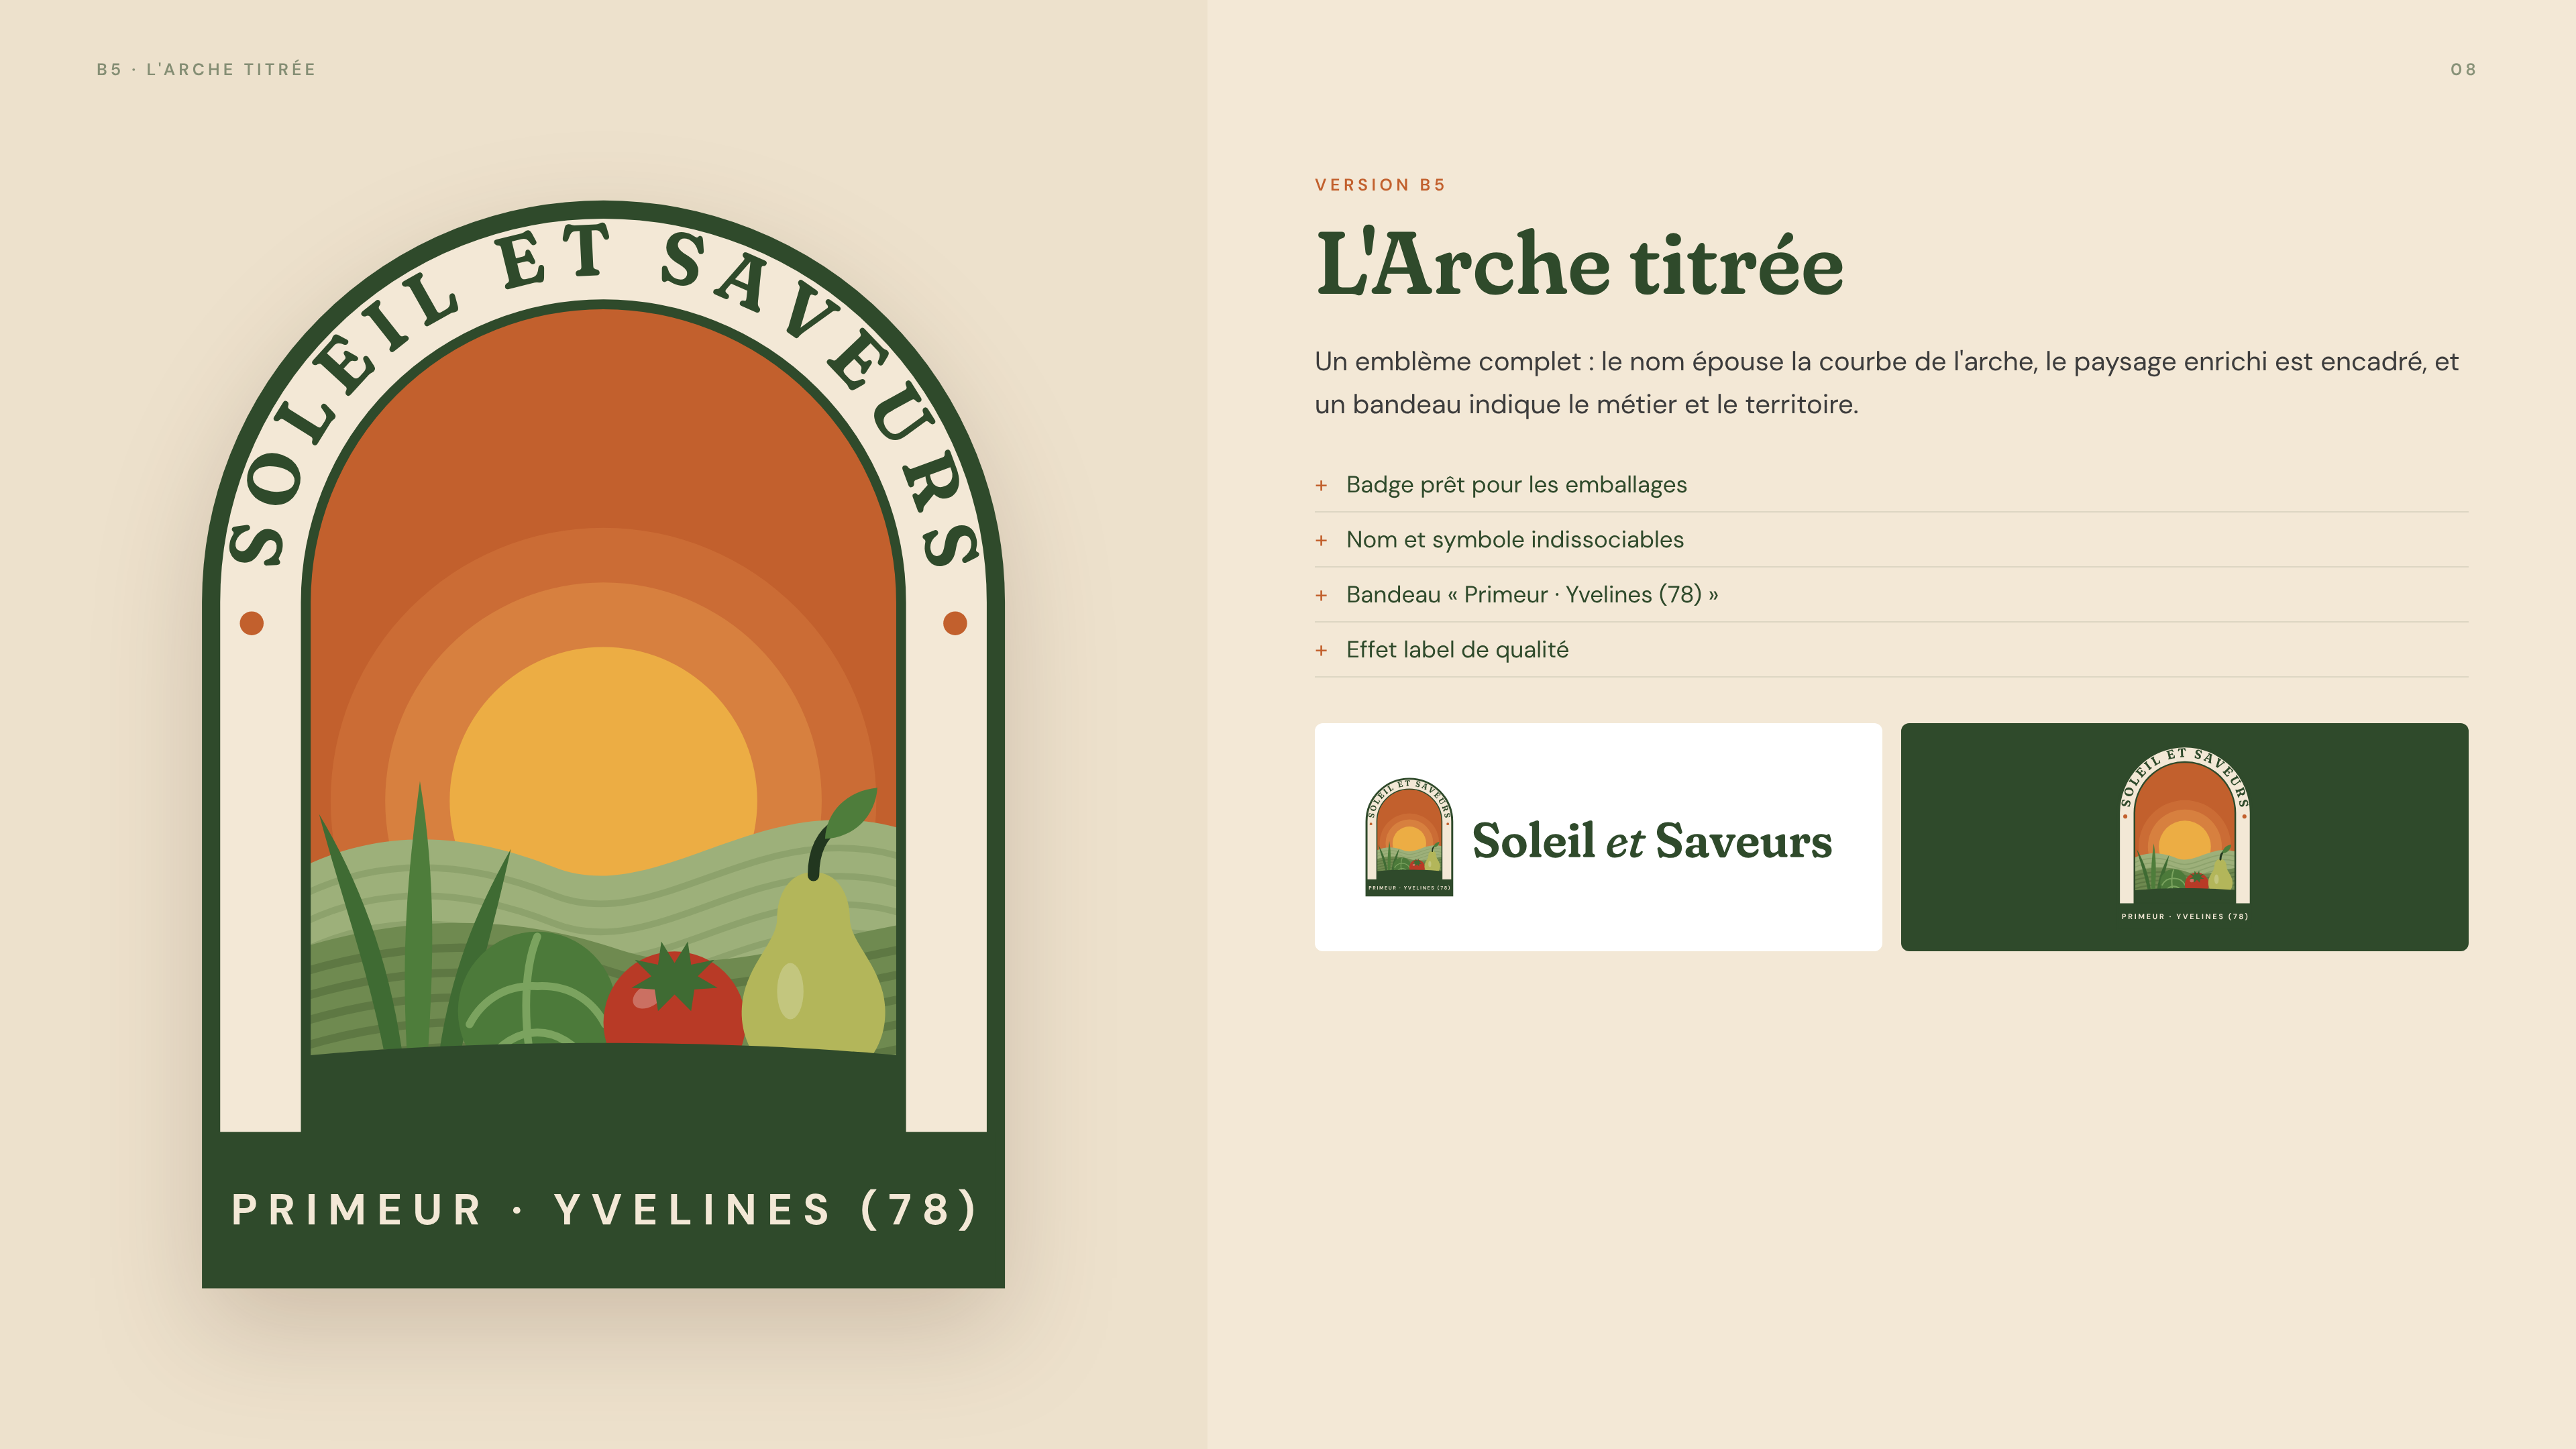 B5 · L'ARCHE TITRÉE
08
SOLEIL ET SAVEURS
PRIMEUR · YVELINES (78)
VERSION B5
L'Arche titrée
Un emblème complet : le nom épouse la courbe de l'arche, le paysage enrichi est encadré, et
un bandeau indique le métier et le territoire.
+ Badge prêt pour les emballages
+ Nom et symbole indissociables
+ Bandeau « Primeur · Yvelines (78) »
+ Effet label de qualité
SOLEIL ET SAVEURS
PRIMEUR · YVELINES (78)
Soleil et Saveurs
SOLEIL ET SAVEURS
PRIMEUR · YVELINES (78)